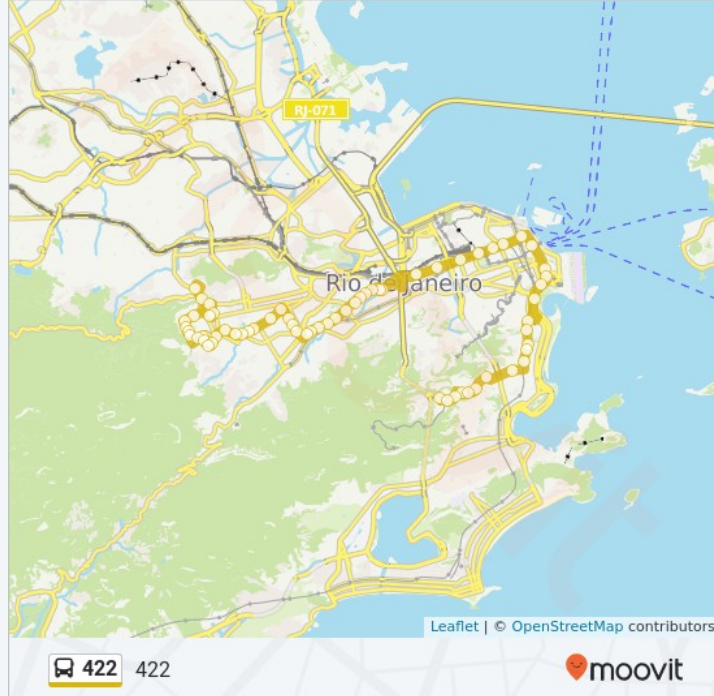 RJ-071
Rio de Janeiro
Leaflet | © OpenStreetMap contributors
422 422
moovit